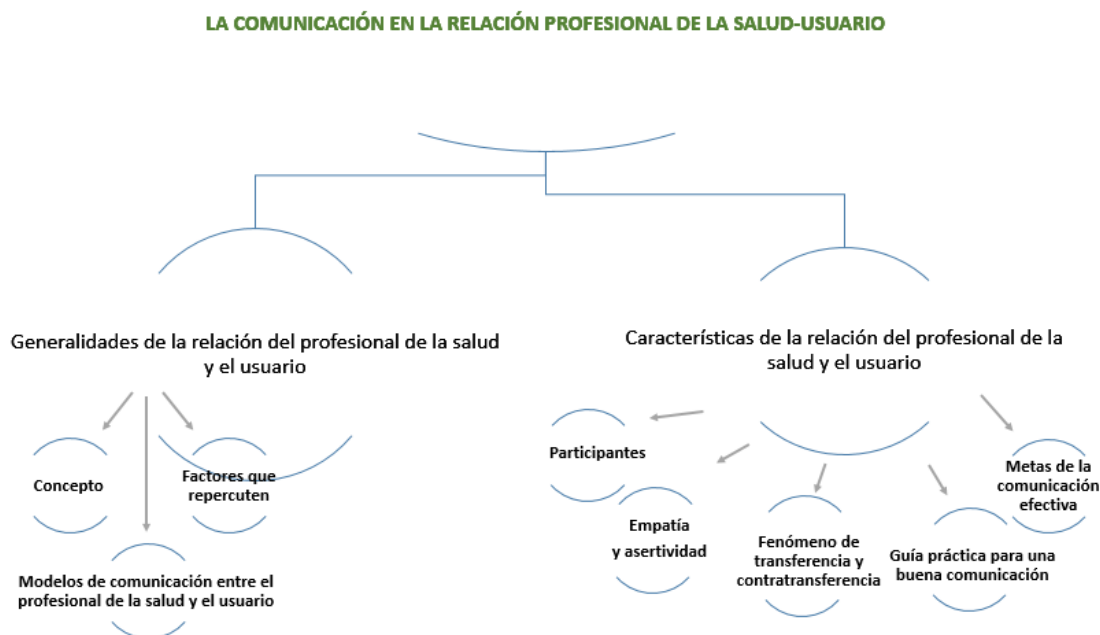 LA COMUNICACIÓN EN LA RELACIÓN PROFESIONAL DE LA SALUD-USUARIO
Generalidades de la relación del profesional de la salud
y el usuario
Concepto
Factores que
repercuten
Modelos de comunicación entre el
profesional de la salud y el usuario
Características de la relación del profesional de la
salud y el usuario
Participantes
Empatía
y asertividad
Fenómeno de
transferencia y
contratransferencia
Guía práctica para una
buena comunicación
Metas de la
comunicación
efectiva